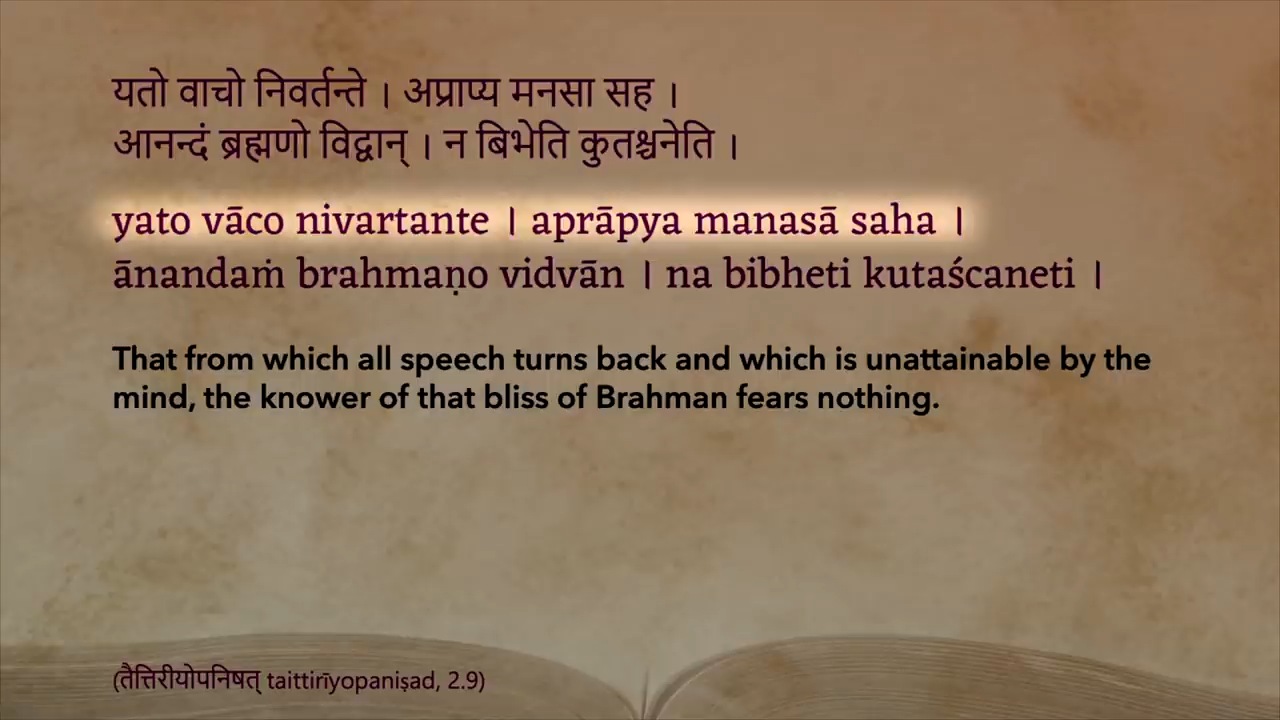 यतो वाचो निवर्तन्ते । अप्राप्य मनसा सह ।
आनन्दं ब्रह्मणो विद्वान् । न बिभेति कुतश्चनेति ।
yato vāco nivartante | aprāpya manasā saha |
ānandaṁ brahmaṇo vidvān | na bibheti kutaścaneti |
That from which all speech turns back and which is unattainable by the
mind, the knower of that bliss of Brahman fears nothing.
(तैत्तिरीयोपनिषत् taittirīyopaniṣad, 2.9)